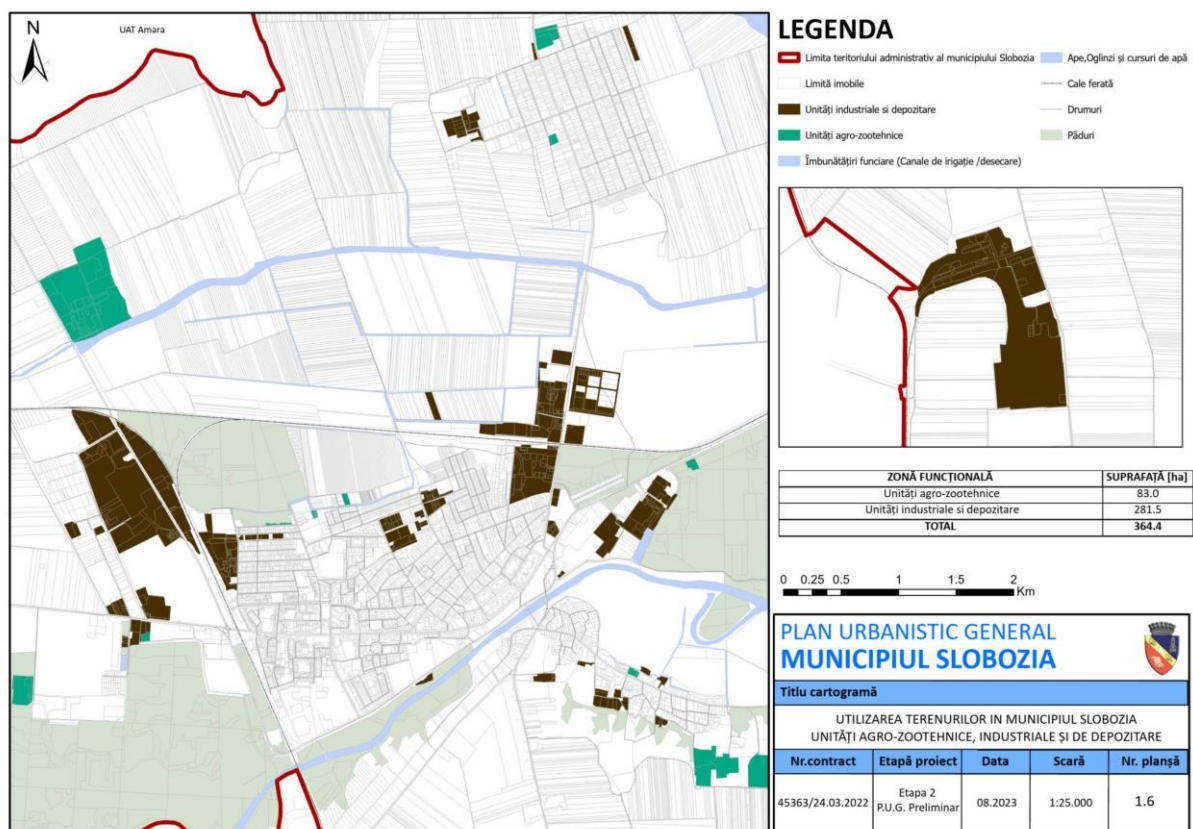 N
UAT Amara
LEGENDA
Limita teritoriului administrativ al municipiului Slobozia
Limită imobile
Unități industriale si depozitare
Unități agro-zootehnice
Îmbunătățiri funciare (Canale de irigație /desecare)
Ape,Oglinzi și cursuri de apă
Cale ferată
Drumuri
Păduri
ZONĂ FUNCȚIONALĂ SUPRAFAȚĂ [ha]
Unități agro-zootehnice 83.0
Unități industriale si depozitare 281.5
TOTAL 364.4
0 0.25 0.5 1 1.5 2
Km
PLAN URBANISTIC GENERAL
MUNICIPIUL SLOBOZIA
Titlu cartogramă
UTILIZAREA TERENURILOR IN MUNICIPIUL SLOBOZIA
UNITĂȚI AGRO-ZOOTEHNICE, INDUSTRIALE ȘI DE DEPOZITARE
Nr.contract Etapă proiect Data Scară Nr. planșă
45363/24.03.2022 Etapa 2 08.2023 1:25.000 1.6
P.U.G. Preliminar